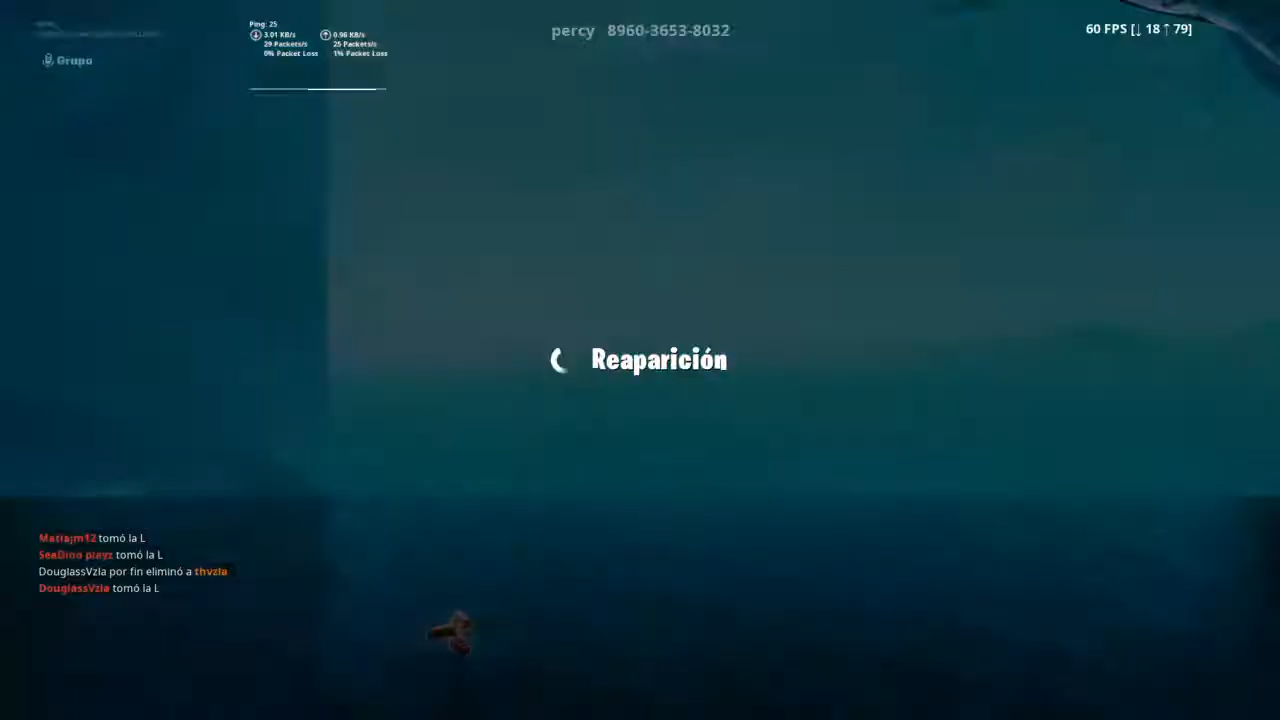 Ping: 25
3.01 KB/s 0.96 KB/s
29 Packets/s 25 Packets/s
0% Packet Loss 1% Packet Loss
percy 8960-3653-8032
60 FPS [↓ 18 ↑ 79]
Grupo
Reaparición
Matiajm12 tomó la L
SeaDino playz tomó la L
DouglassVzla por fin eliminó a thvzla
DouglassVzla tomó la L